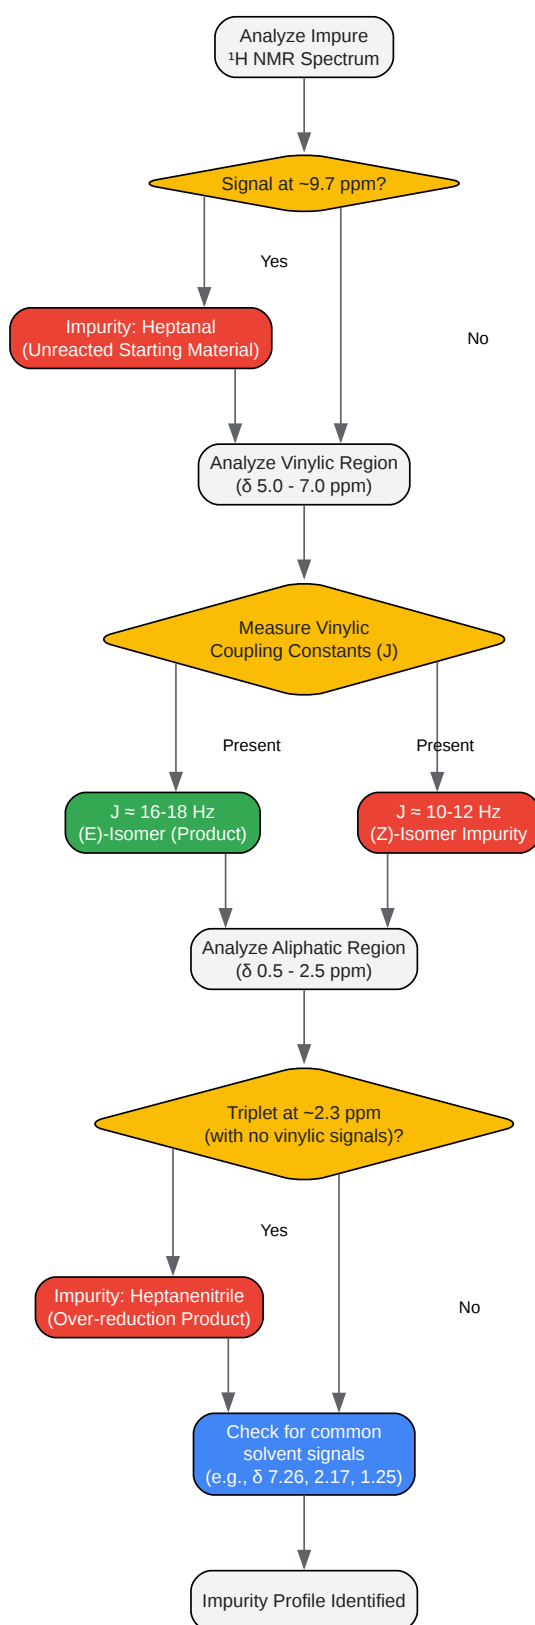 Analyze Impure
¹H NMR Spectrum
Signal at ~9.7 ppm?
Yes
Impurity: Heptanal
(Unreacted Starting Material)
No
Analyze Vinylic Region
(δ 5.0 - 7.0 ppm)
Measure Vinylic
Coupling Constants (J)
Present
Present
J ≈ 16-18 Hz
(E)-Isomer (Product)
J ≈ 10-12 Hz
(Z)-Isomer Impurity
Analyze Aliphatic Region
(δ 0.5 - 2.5 ppm)
Triplet at ~2.3 ppm
(with no vinylic signals)?
Yes
Impurity: Heptanenitrile
(Over-reduction Product)
No
Check for common
solvent signals
(e.g., δ 7.26, 2.17, 1.25)
Impurity Profile Identified